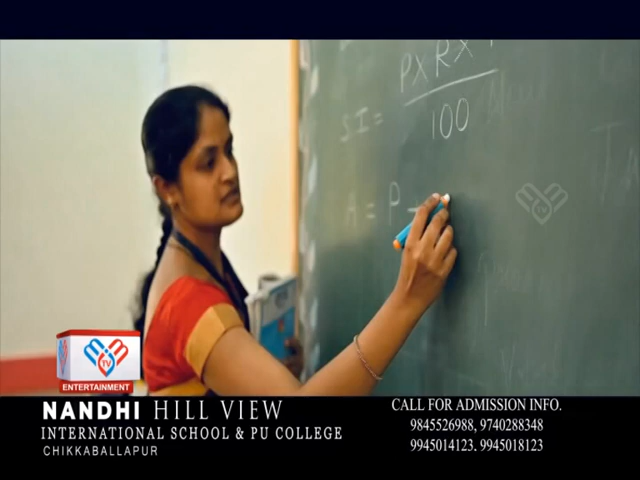 P X R X
100
SI =
A = P
TV
ENTERTAINMENT
NANDHI HILL VIEW
INTERNATIONAL SCHOOL & PU COLLEGE
CHIKKABALLAPUR
CALL FOR ADMISSION INFO.
9845526988, 9740288348
9945014123, 9945018123